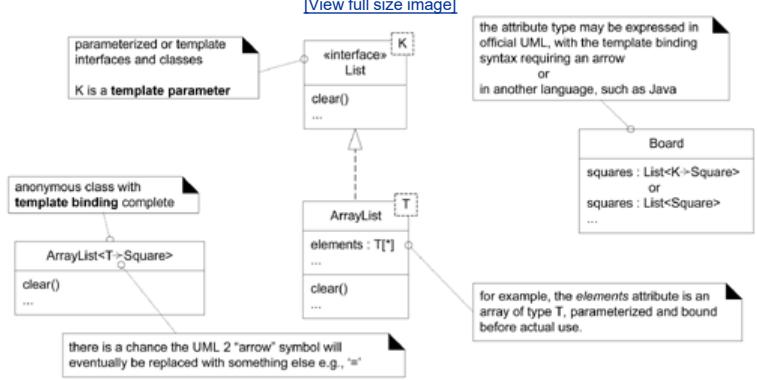 [View full size image]
parameterized or template
interfaces and classes
K is a template parameter
K
«interface»
List
clear()
...
the attribute type may be expressed in
official UML, with the template binding
syntax requiring an arrow
or
in another language, such as Java
Board
squares : List<K->Square>
or
squares : List<Square>
...
anonymous class with
template binding complete
ArrayList<T->Square>
clear()
...
T
ArrayList
elements : T[*]
...
clear()
...
for example, the elements attribute is an
array of type T, parameterized and bound
before actual use.
there is a chance the UML 2 “arrow” symbol will
eventually be replaced with something else e.g., ‘=’